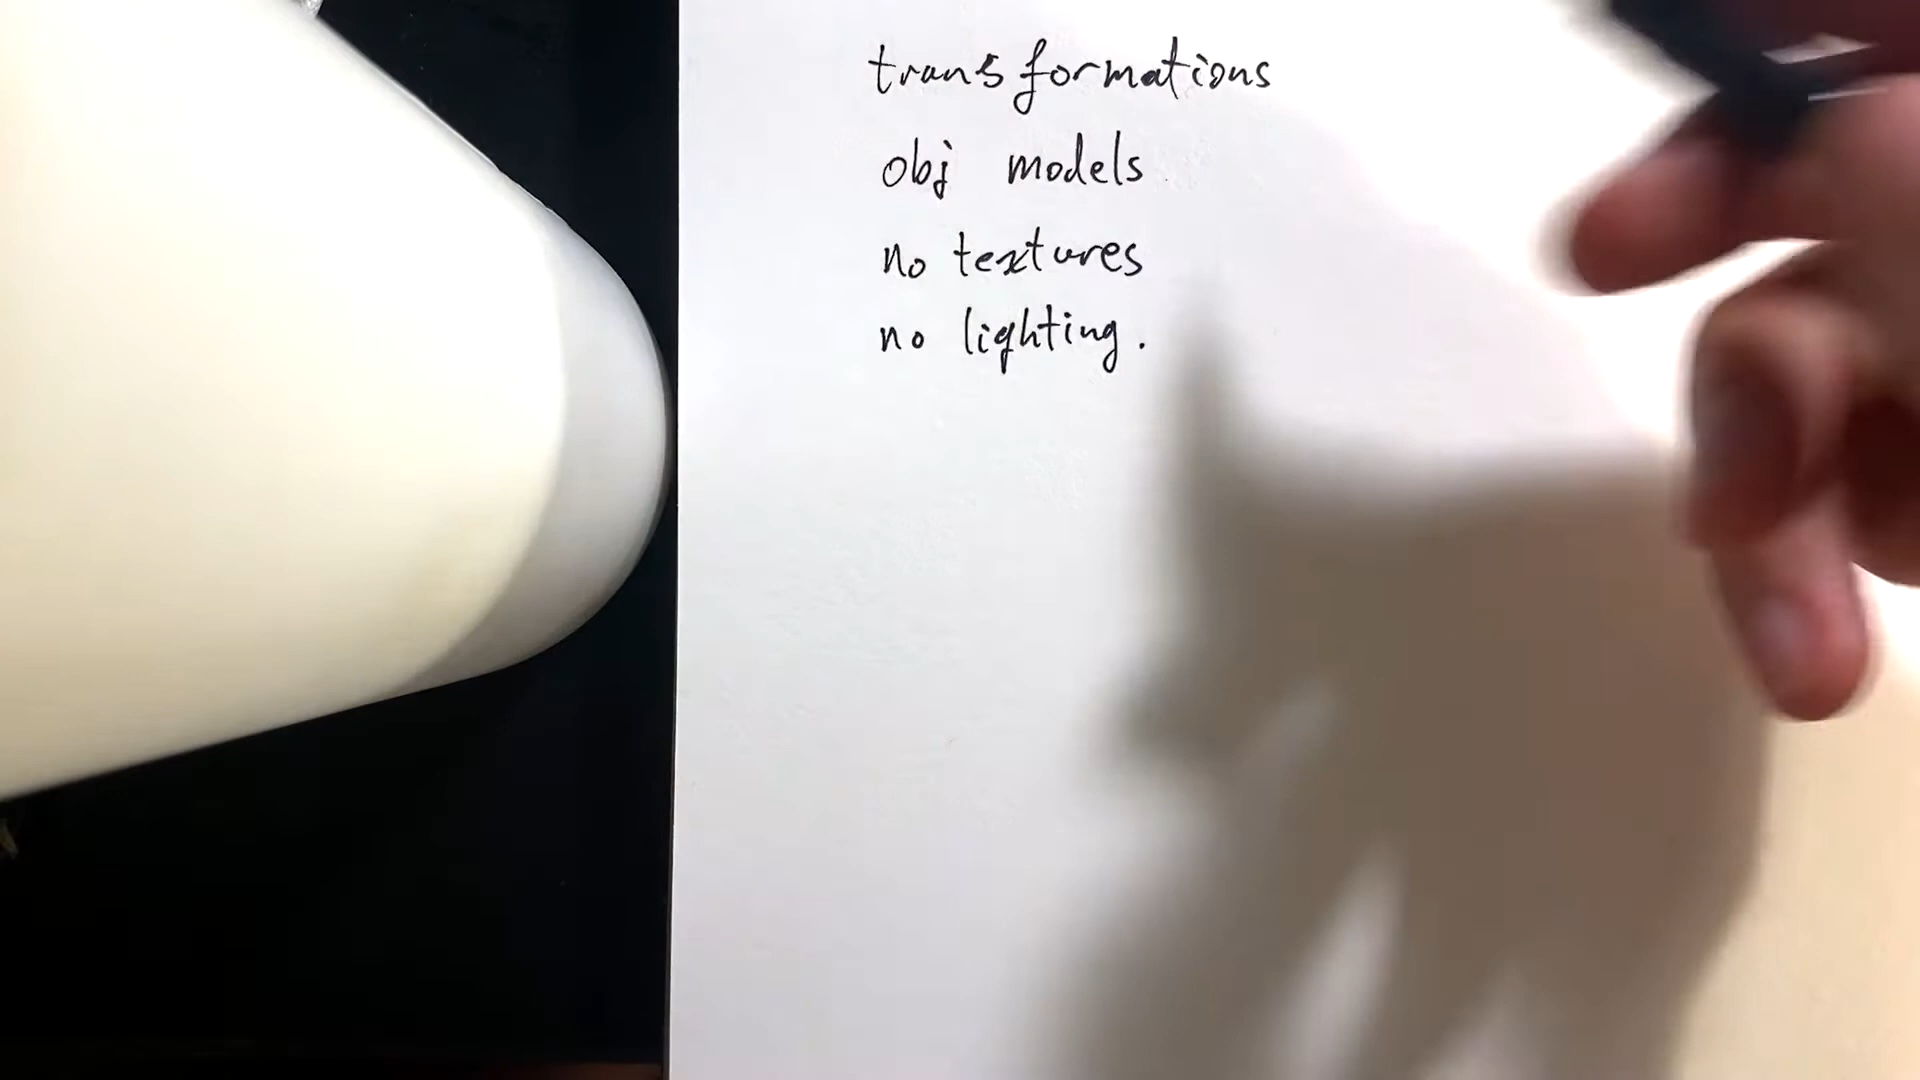 transformations
obj models
no textures
no lighting.